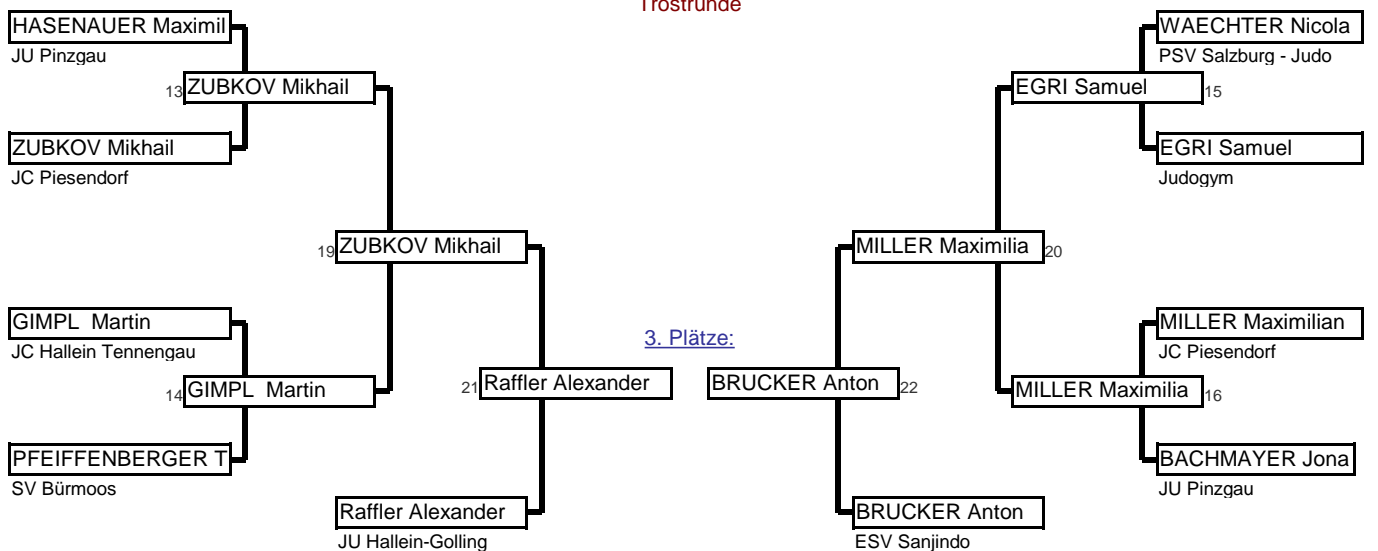 Trostrunde
HASENAUER Maximil
JU Pinzgau
13 ZUBKOV Mikhail
ZUBKOV Mikhail
JC Piesendorf
19 ZUBKOV Mikhail
GIMPL  Martin
JC Hallein Tennengau
14 GIMPL  Martin
PFEIFFENBERGER T
SV Bürmoos
21 Raffler Alexander
Raffler Alexander
JU Hallein-Golling
3. Plätze:
WAECHTER Nicola
PSV Salzburg - Judo
EGRI Samuel 15
EGRI Samuel
Judogym
MILLER Maximilia 20
MILLER Maximilian
JC Piesendorf
BRUCKER Anton 22
MILLER Maximilia 16
BACHMAYER Jona
JU Pinzgau
BRUCKER Anton
ESV Sanjindo